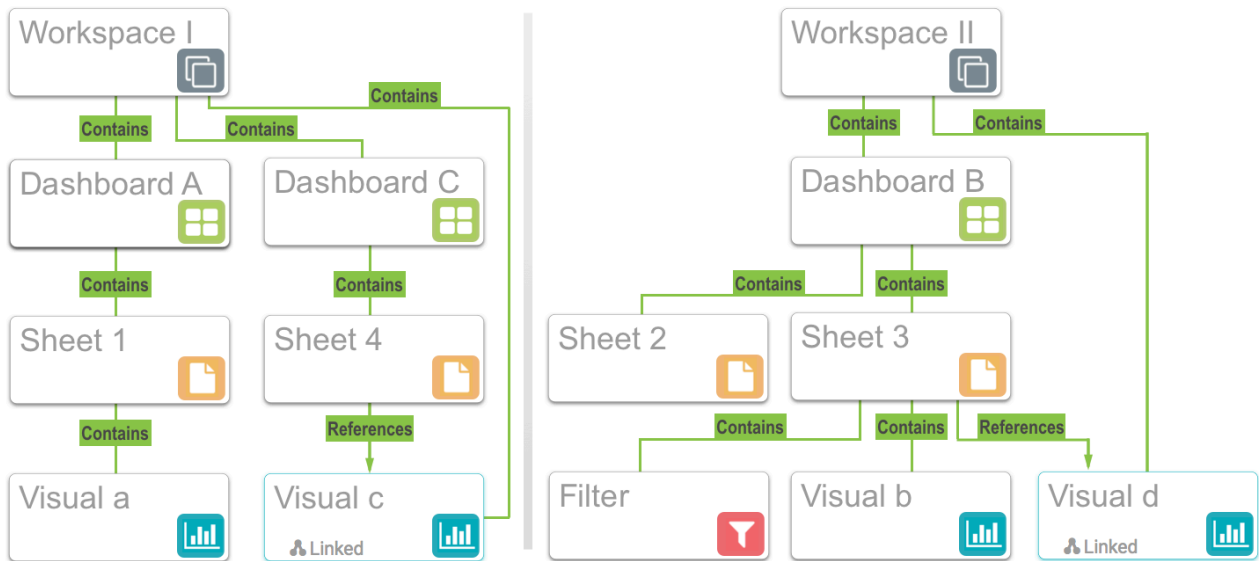 Workspace I
Workspace II
Contains
Contains
Contains
Contains
Contains
Dashboard A
Dashboard C
Dashboard B
Contains
Contains
Contains
Contains
Sheet 1
Sheet 4
Sheet 2
Sheet 3
Contains
References
Contains
Contains
References
Visual a
Visual c
Linked
Filter
Visual b
Visual d
Linked